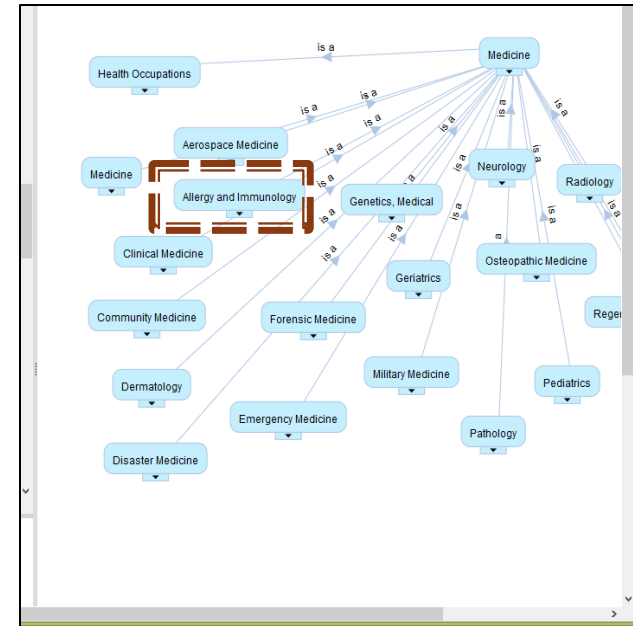 is a
Medicine
Health Occupations
is a
is a
is a
is a
Aerospace Medicine
is a
is a
is a
Neurology
Medicine
is a
is a
Radiology
Allergy and Immunology
Genetics, Medical
is a
is a
is a
is a
Clinical Medicine
Osteopathic Medicine
Geriatrics
Community Medicine
Forensic Medicine
Regen
Military Medicine
Dermatology
Pediatrics
Emergency Medicine
Pathology
Disaster Medicine